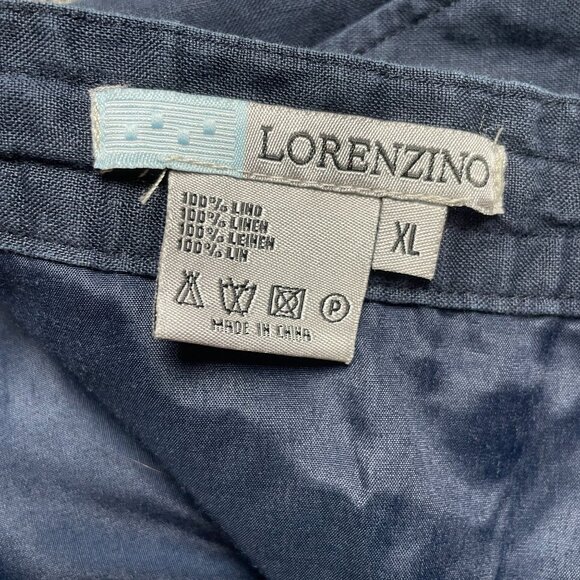 LORENZINO
XL
100% LINO
100% LINEN
100% LEINEN
100% LIN
P
MADE IN CHINA